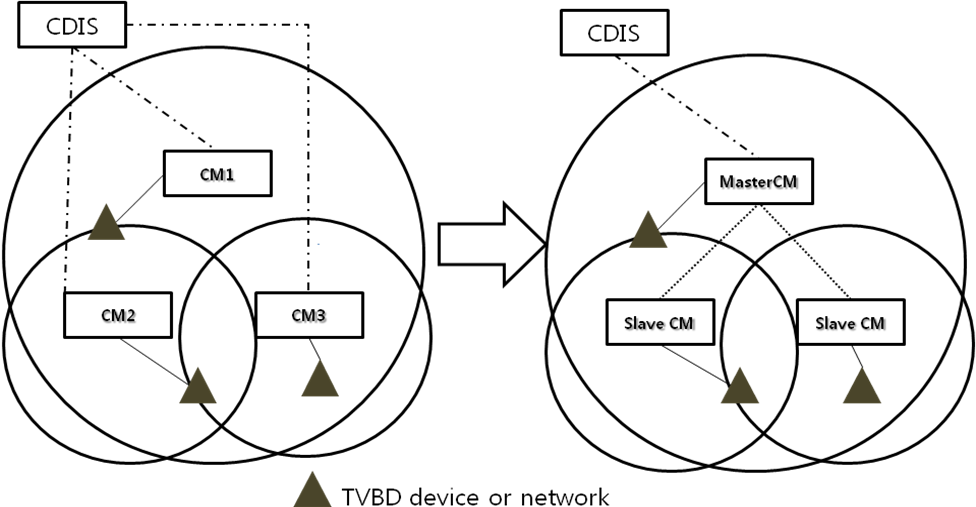 CDIS
CM1
CM2
CM3
CDIS
MasterCM
Slave CM
Slave CM
TVBD device or network